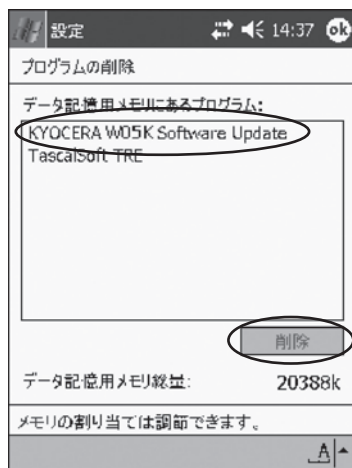 設定 14:37 ok
プログラムの削除
データ記憶用メモリにあるプログラム:
KYOCERA W05K Software Update
TascalSoft TRE
削除
データ記憶用メモリ総量: 20388k
メモリの割り当ては調節できます。
A